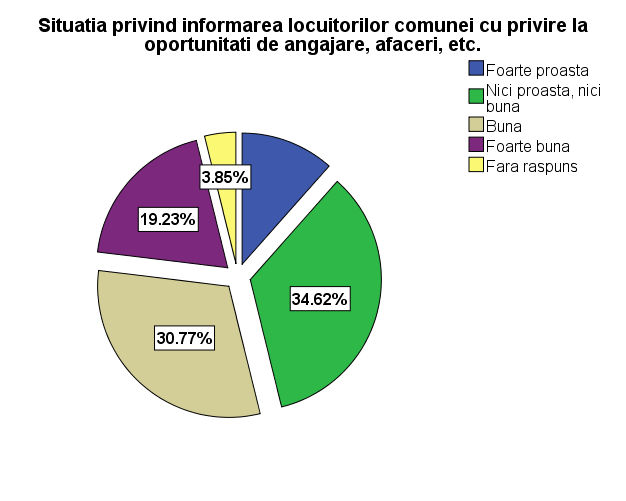 Situatia privind informarea locuitorilor comunei cu privire la
oportunitati de angajare, afaceri, etc.
Foarte proasta
Nici proasta, nici
buna
Buna
Foarte buna
Fara raspuns
3.85%
19.23%
34.62%
30.77%